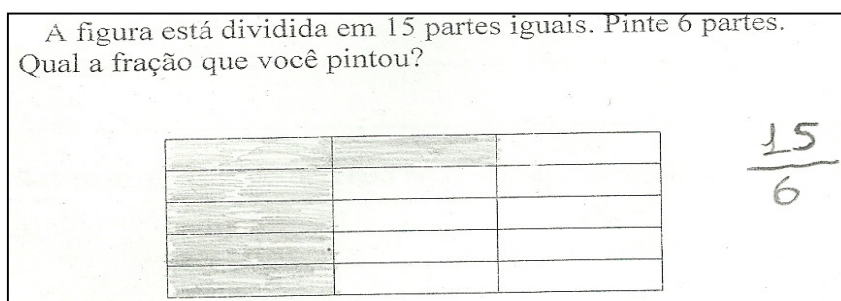 A figura está dividida em 15 partes iguais. Pinte 6 partes.
Qual a fração que você pintou?
15
6